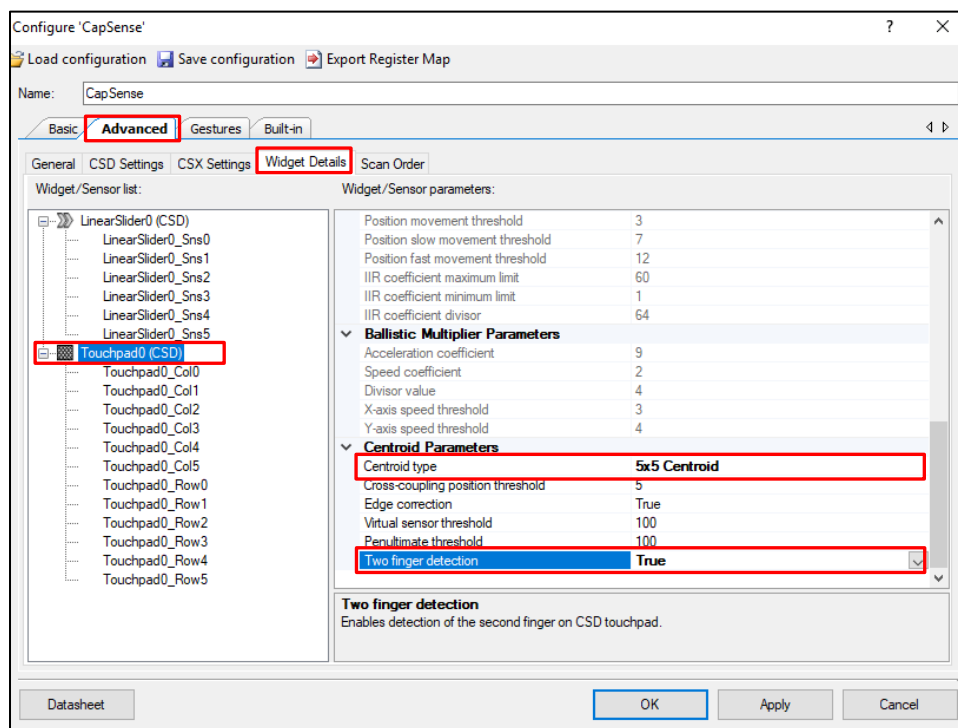 Configure 'CapSense'
Load configuration Save configuration Export Register Map
Name: CapSense
Basic Advanced Gestures Built-in
General CSD Settings CSX Settings Widget Details Scan Order
Widget/Sensor list: Widget/Sensor parameters:
LinearSlider0 (CSD)
LinearSlider0_Sns0
LinearSlider0_Sns1
LinearSlider0_Sns2
LinearSlider0_Sns3
LinearSlider0_Sns4
LinearSlider0_Sns5
Touchpad0 (CSD)
Touchpad0_Col0
Touchpad0_Col1
Touchpad0_Col2
Touchpad0_Col3
Touchpad0_Col4
Touchpad0_Col5
Touchpad0_Row0
Touchpad0_Row1
Touchpad0_Row2
Touchpad0_Row3
Touchpad0_Row4
Touchpad0_Row5
Position movement threshold 3
Position slow movement threshold 7
Position fast movement threshold 12
IIR coefficient maximum limit 60
IIR coefficient minimum limit 1
IIR coefficient divisor 64
Ballistic Multiplier Parameters
Acceleration coefficient 9
Speed coefficient 2
Divisor value 4
X-axis speed threshold 3
Y-axis speed threshold 4
Centroid Parameters
Centroid type 5x5 Centroid
Cross-coupling position threshold 5
Edge correction True
Virtual sensor threshold 100
Penultimate threshold 100
Two finger detection True
Two finger detection
Enables detection of the second finger on CSD touchpad.
Datasheet OK Apply Cancel